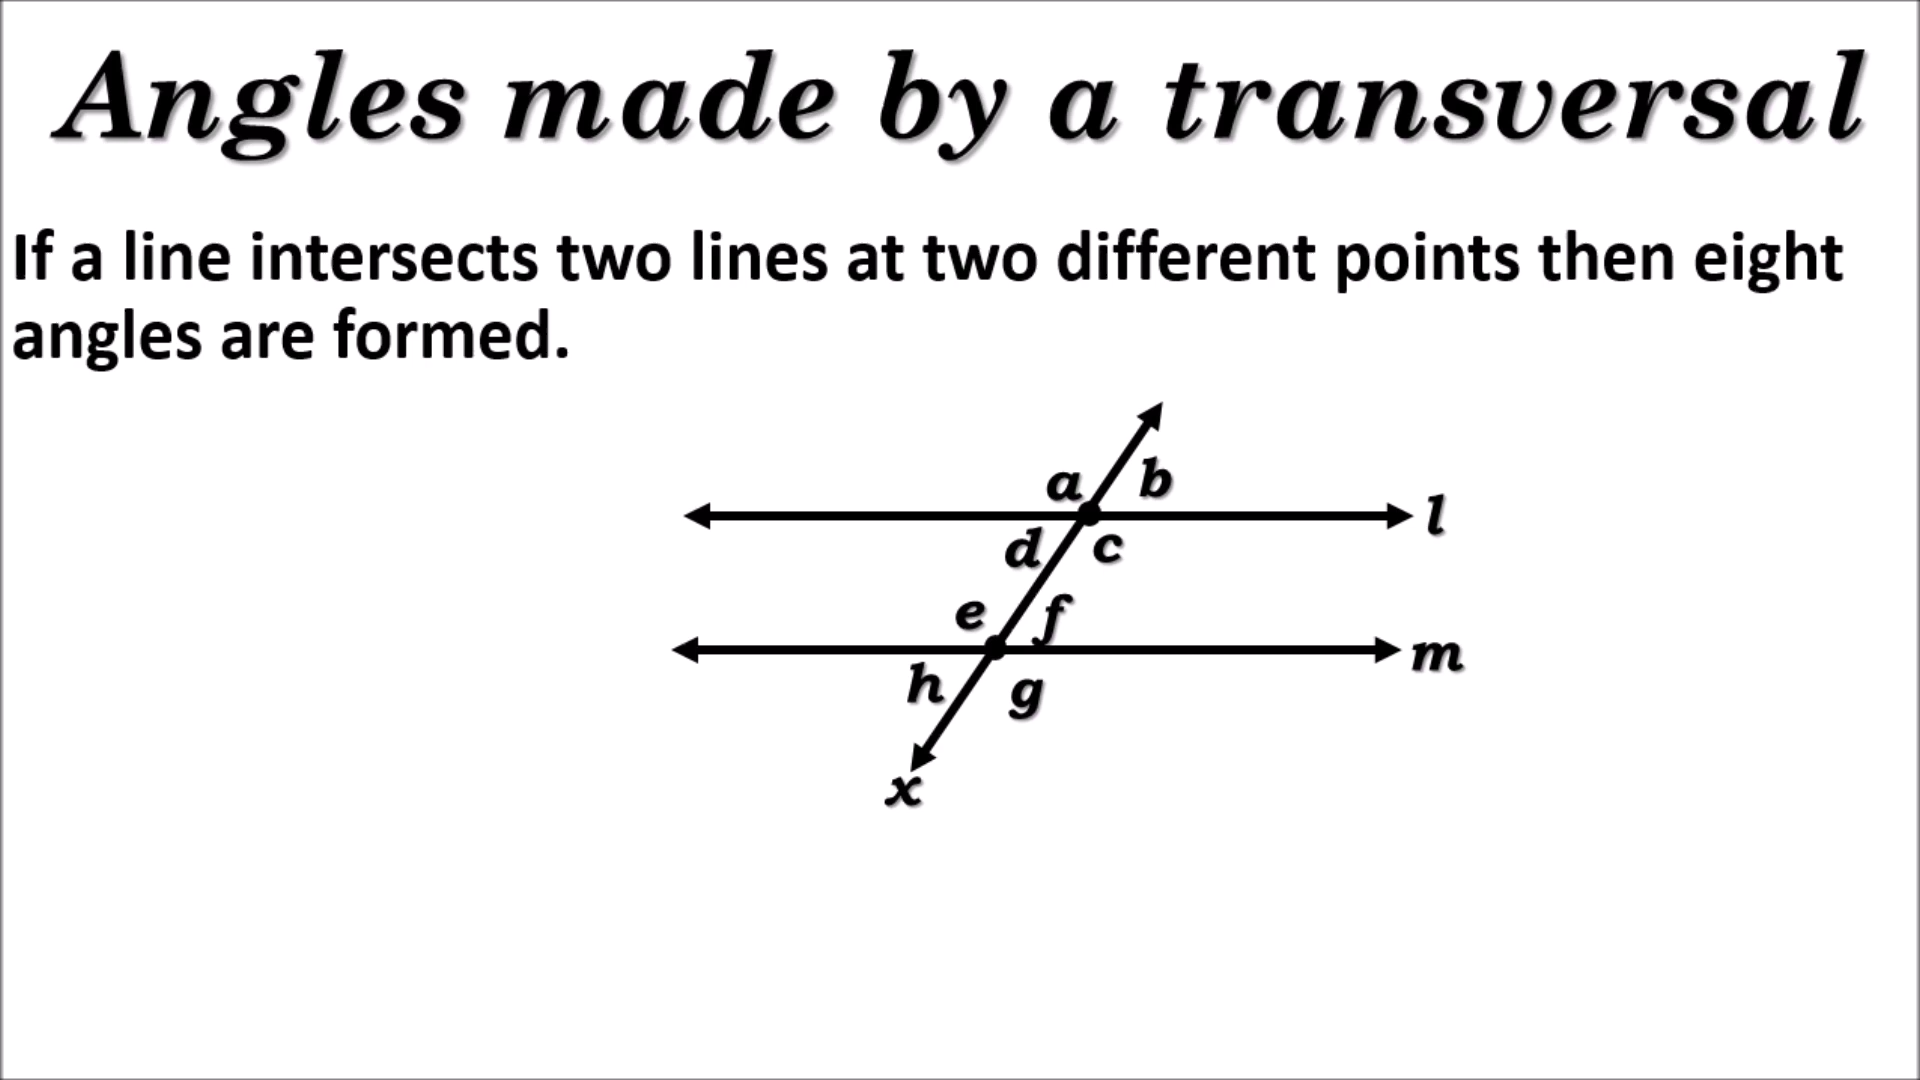 Angles made by a transversal
If a line intersects two lines at two different points then eight
angles are formed.
a b
l
d c
e f
m
h g
x